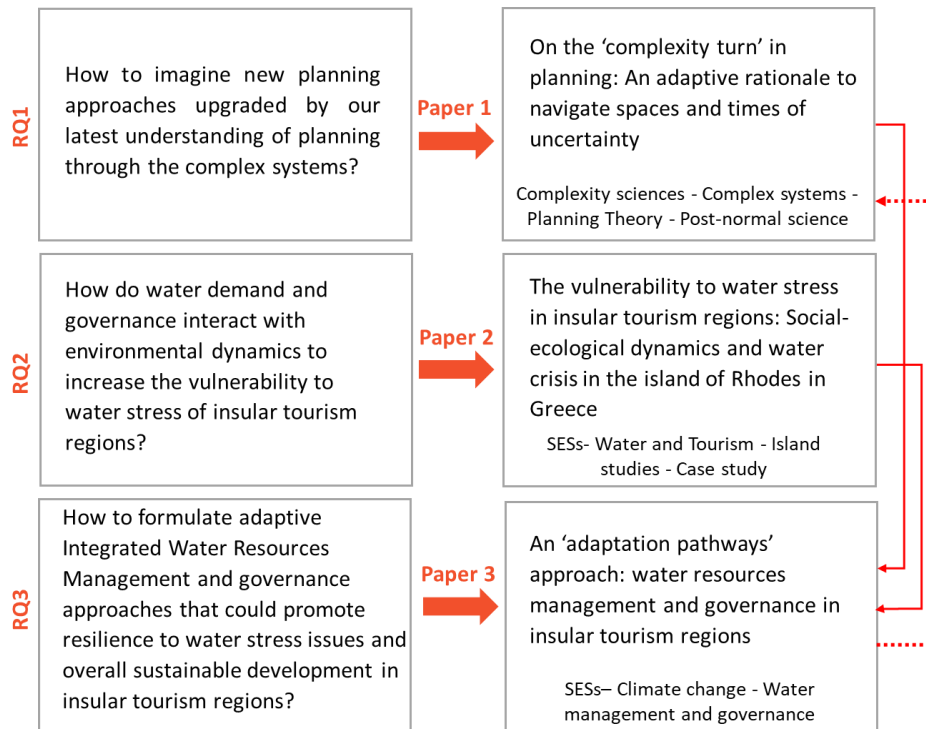 RQ1
How to imagine new planning
approaches upgraded by our
latest understanding of planning
through the complex systems?
Paper 1
On the ‘complexity turn’ in
planning: An adaptive rationale to
navigate spaces and times of
uncertainty
Complexity sciences - Complex systems -
Planning Theory - Post-normal science
RQ2
How do water demand and
governance interact with
environmental dynamics to
increase the vulnerability to
water stress of insular tourism
regions?
Paper 2
The vulnerability to water stress
in insular tourism regions: Social-
ecological dynamics and water
crisis in the island of Rhodes in
Greece
SESs- Water and Tourism - Island
studies - Case study
RQ3
How to formulate adaptive
Integrated Water Resources
Management and governance
approaches that could promote
resilience to water stress issues and
overall sustainable development in
insular tourism regions?
Paper 3
An ‘adaptation pathways’
approach: water resources
management and governance in
insular tourism regions
SESs– Climate change - Water
management and governance